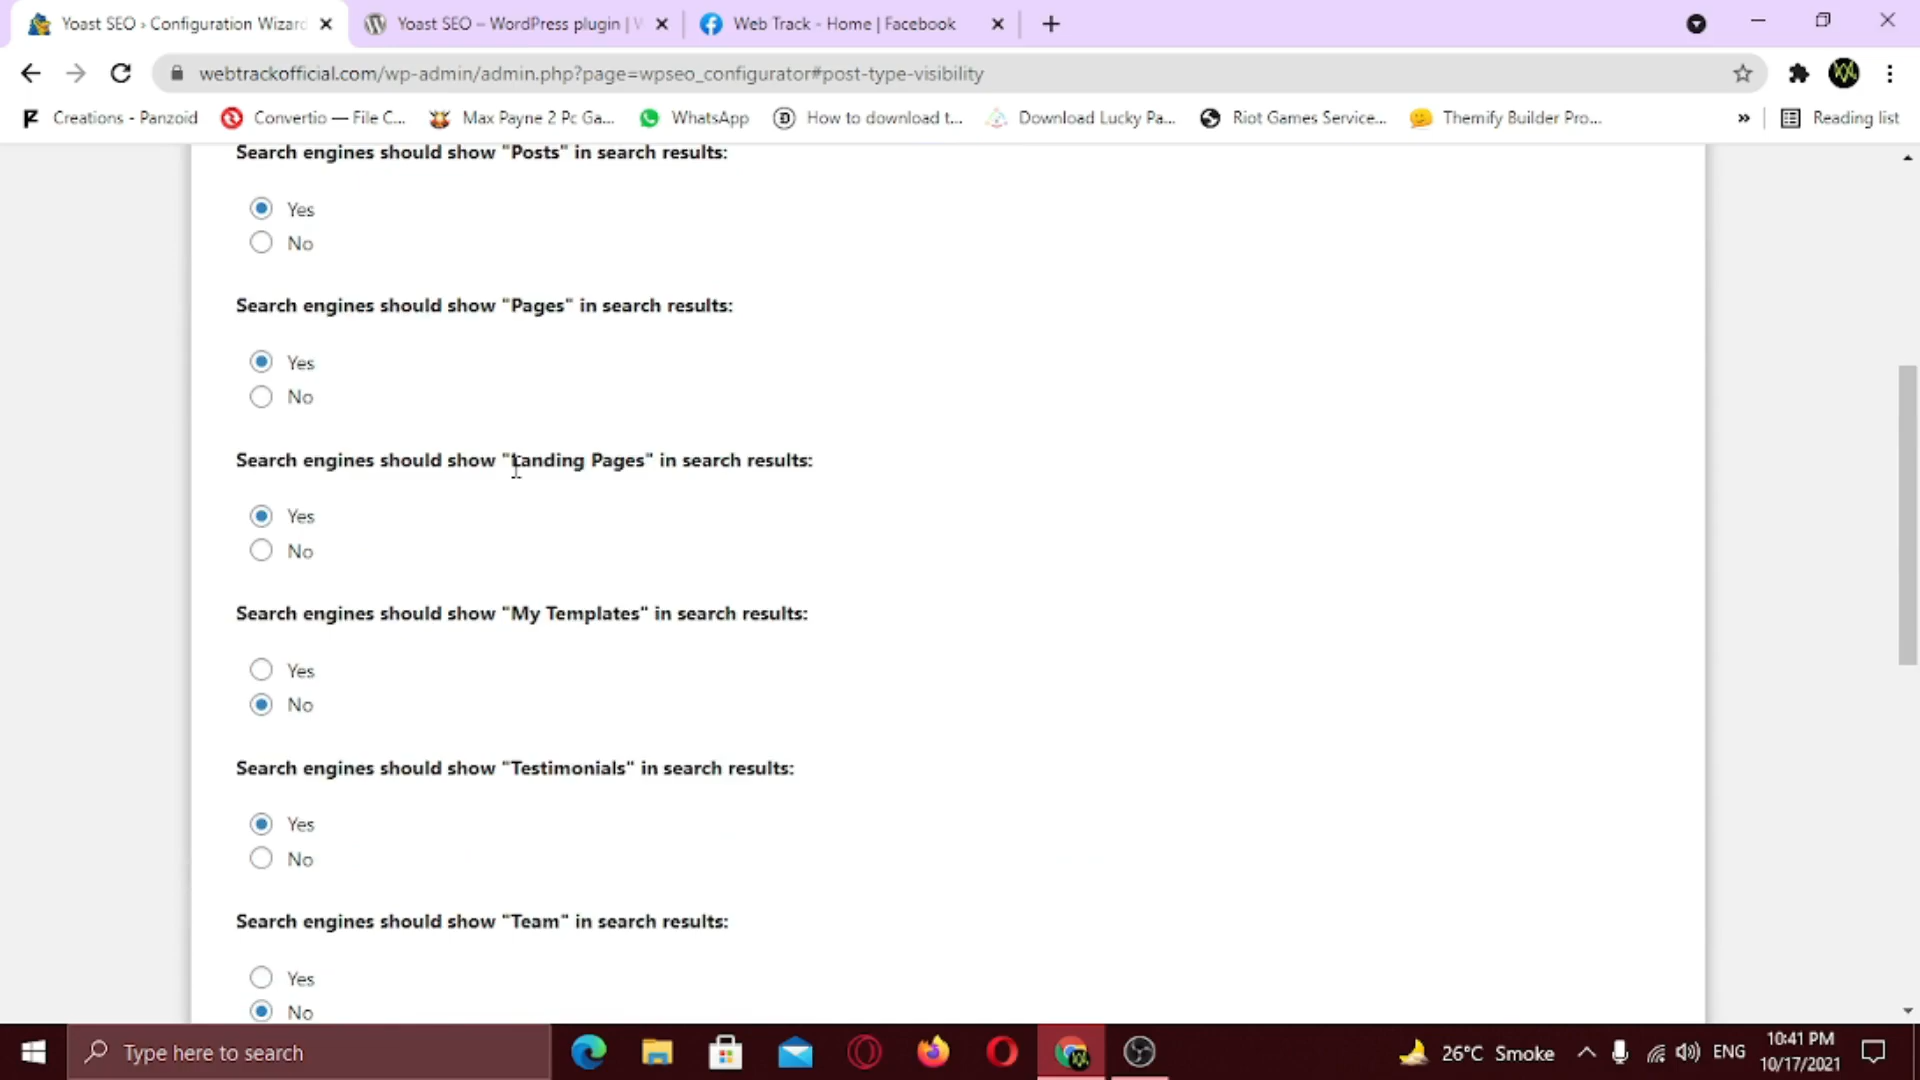 Yoast SEO › Configuration Wizard
Yoast SEO – WordPress plugin | W
Web Track - Home | Facebook
webtrackofficial.com/wp-admin/admin.php?page=wpseo_configurator#post-type-visibility
Creations - Panzoid
Convertio — File C...
Max Payne 2 Pc Ga...
WhatsApp
How to download t...
Download Lucky Pa...
Riot Games Service...
Themify Builder Pro...
»
Reading list
Search engines should show "Posts" in search results:
Yes
No
Search engines should show "Pages" in search results:
Yes
No
Search engines should show "Landing Pages" in search results:
Yes
No
Search engines should show "My Templates" in search results:
Yes
No
Search engines should show "Testimonials" in search results:
Yes
No
Search engines should show "Team" in search results:
Yes
No
Type here to search
26°C Smoke
ENG
10:41 PM
10/17/2021